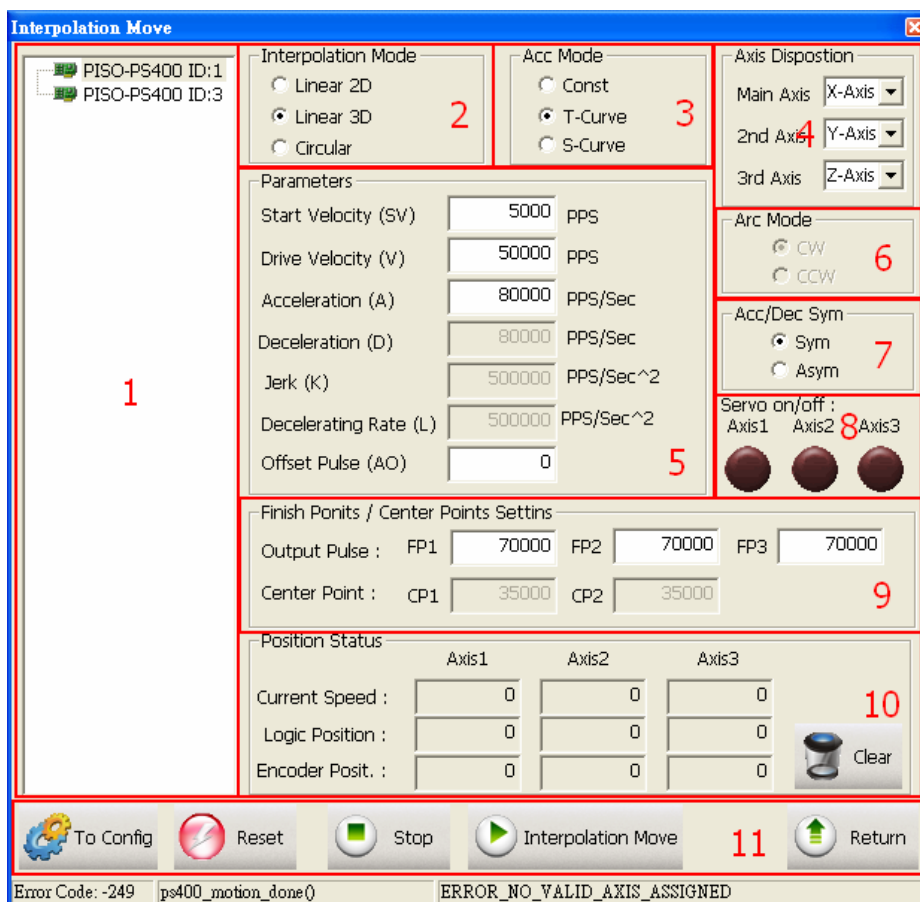 Interpolation Move
PISO-PS400 ID:1
PISO-PS400 ID:3
1
Interpolation Mode
Linear 2D
Linear 3D
Circular
2
Acc Mode
Const
T-Curve
S-Curve
3
Axis Dispostion
Main Axis X-Axis
2nd Axis Y-Axis
3rd Axis Z-Axis
4
Parameters
Start Velocity (SV) 5000 PPS
Drive Velocity (V) 50000 PPS
Acceleration (A) 80000 PPS/Sec
Deceleration (D) 80000 PPS/Sec
Jerk (K) 500000 PPS/Sec^2
Decelerating Rate (L) 500000 PPS/Sec^2
Offset Pulse (AO) 0
5
Arc Mode
CW
CCW
6
Acc/Dec Sym
Sym
Asym
7
Servo on/off :
Axis1 Axis2 Axis3
8
Finish Ponits / Center Points Settins
Output Pulse : FP1 70000 FP2 70000 FP3 70000
Center Point : CP1 35000 CP2 35000
9
Position Status
Axis1 Axis2 Axis3
Current Speed : 0 0 0
Logic Position : 0 0 0
Encoder Posit. : 0 0 0
10
Clear
To Config Reset Stop Interpolation Move 11 Return
Error Code: -249 ps400_motion_done() ERROR_NO_VALID_AXIS_ASSIGNED